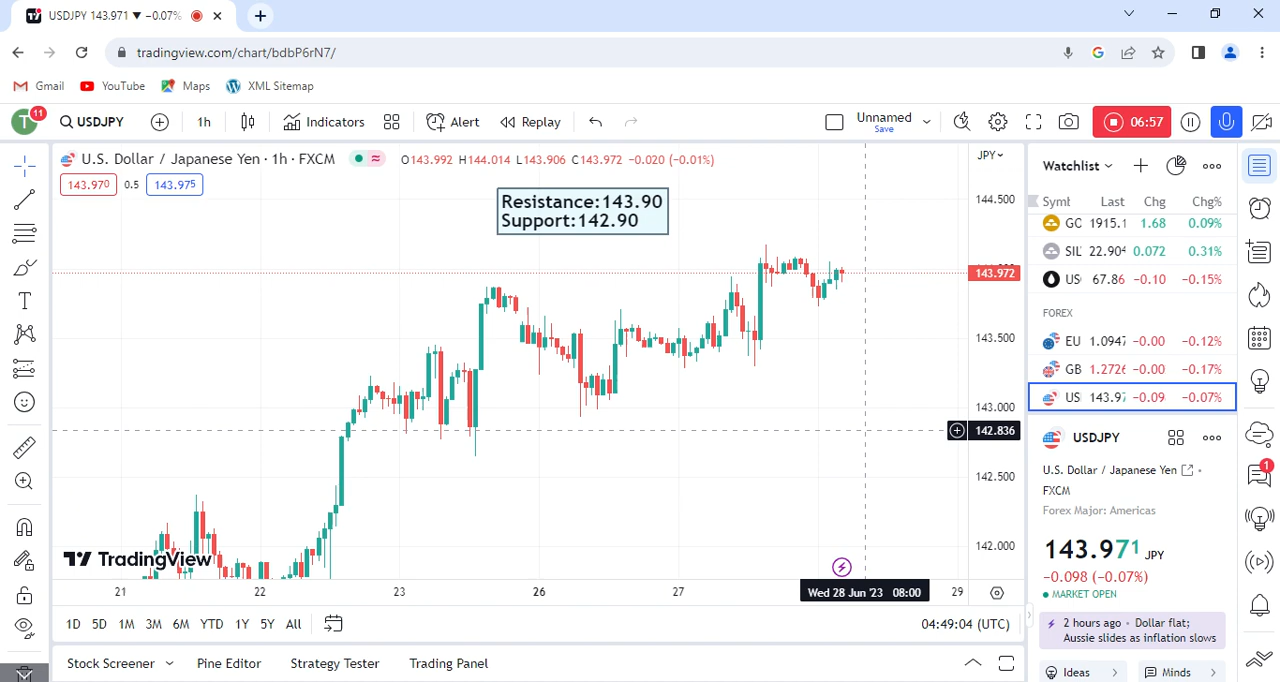 USDJPY 143.971 ▼ −0.07%
tradingview.com/chart/bdbP6rN7/
Gmail YouTube Maps XML Sitemap
11 USDJPY 1h Indicators Alert Replay Unnamed Save 06:57
U.S. Dollar / Japanese Yen · 1h · FXCM O143.992 H144.014 L143.906 C143.972 −0.020 (−0.01%) JPY
143.970 0.5 143.975
Resistance:143.90
Support:142.90
144.500
143.972
143.500
143.000
142.836
142.500
142.000
TradingView
21 22 23 26 27 Wed 28 Jun '23 08:00 29
1D 5D 1M 3M 6M YTD 1Y 5Y All 04:49:04 (UTC)
Stock Screener Pine Editor Strategy Tester Trading Panel
Watchlist
Symb Last Chg Chg%
GO 1915.1 1.68 0.09%
SIL 22.904 0.072 0.31%
US 67.86 −0.10 −0.15%
FOREX
EU 1.0947 −0.00 −0.12%
GB 1.2726 −0.00 −0.17%
US 143.97 −0.09 −0.07%
USDJPY
U.S. Dollar / Japanese Yen
FXCM
Forex Major: Americas
143.971 JPY
−0.098 (−0.07%)
MARKET OPEN
2 hours ago · Dollar flat;
Aussie slides as inflation slows
Ideas Minds
1